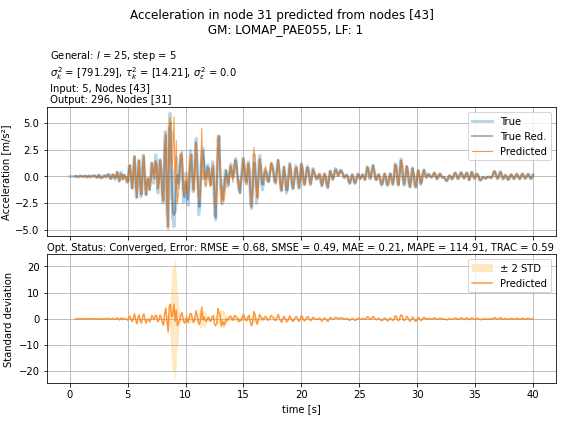 Acceleration in node 31 predicted from nodes [43]
GM: LOMAP_PAE055, LF: 1
General: l = 25, step = 5
σ²ₖ = [791.29], τ²ₖ = [14.21], σ²ε = 0.0
Input: 5, Nodes [43]
Output: 296, Nodes [31]
Acceleration [m/s²]
5.0
2.5
0.0
−2.5
−5.0
True
True Red.
Predicted
Opt. Status: Converged, Error: RMSE = 0.68, SMSE = 0.49, MAE = 0.21, MAPE = 114.91, TRAC = 0.59
Standard deviation
20
10
0
−10
−20
± 2 STD
Predicted
0 5 10 15 20 25 30 35 40
time [s]